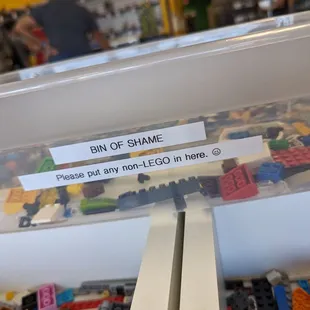 BIN OF SHAME
Please put any non-LEGO in here. ☹